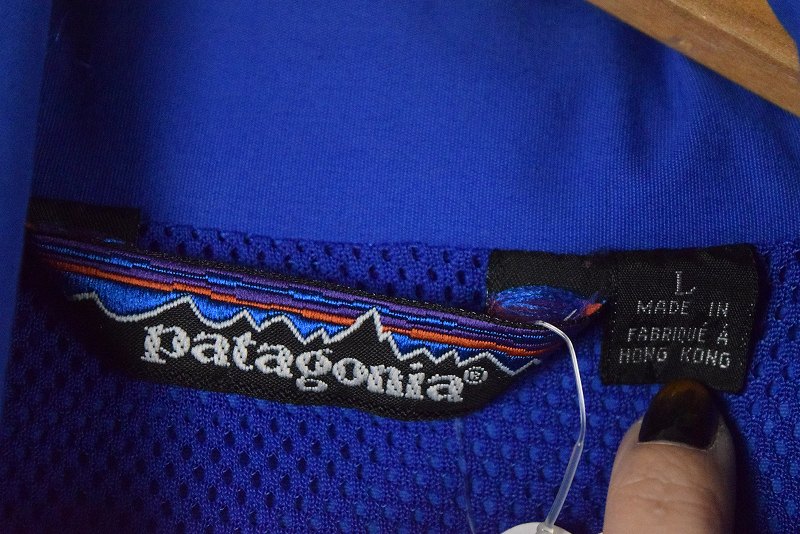 patagonia®
L
MADE IN
FABRIQUÉ Á
HONG KONG